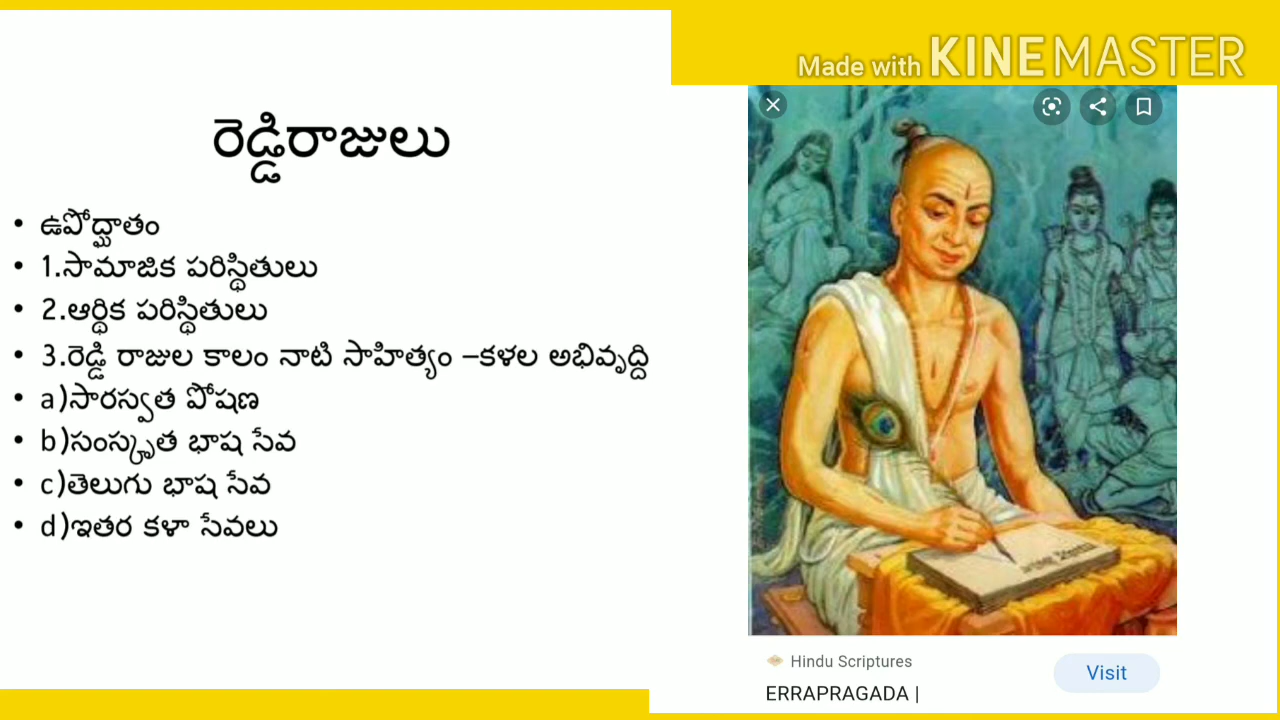 Made with KINEMASTER
రెడ్డిరాజులు
• ఉపోద్ఘాతం
• 1.సామాజిక పరిస్థితులు
• 2.ఆర్థిక పరిస్థితులు
• 3.రెడ్డి రాజుల కాలం నాటి సాహిత్యం –కళల అభివృద్ది
• a)సారస్వత పోషణ
• b)సంస్కృత భాష సేవ
• c)తెలుగు భాష సేవ
• d)ఇతర కళా సేవలు
Hindu Scriptures
Visit
ERRAPRAGADA |